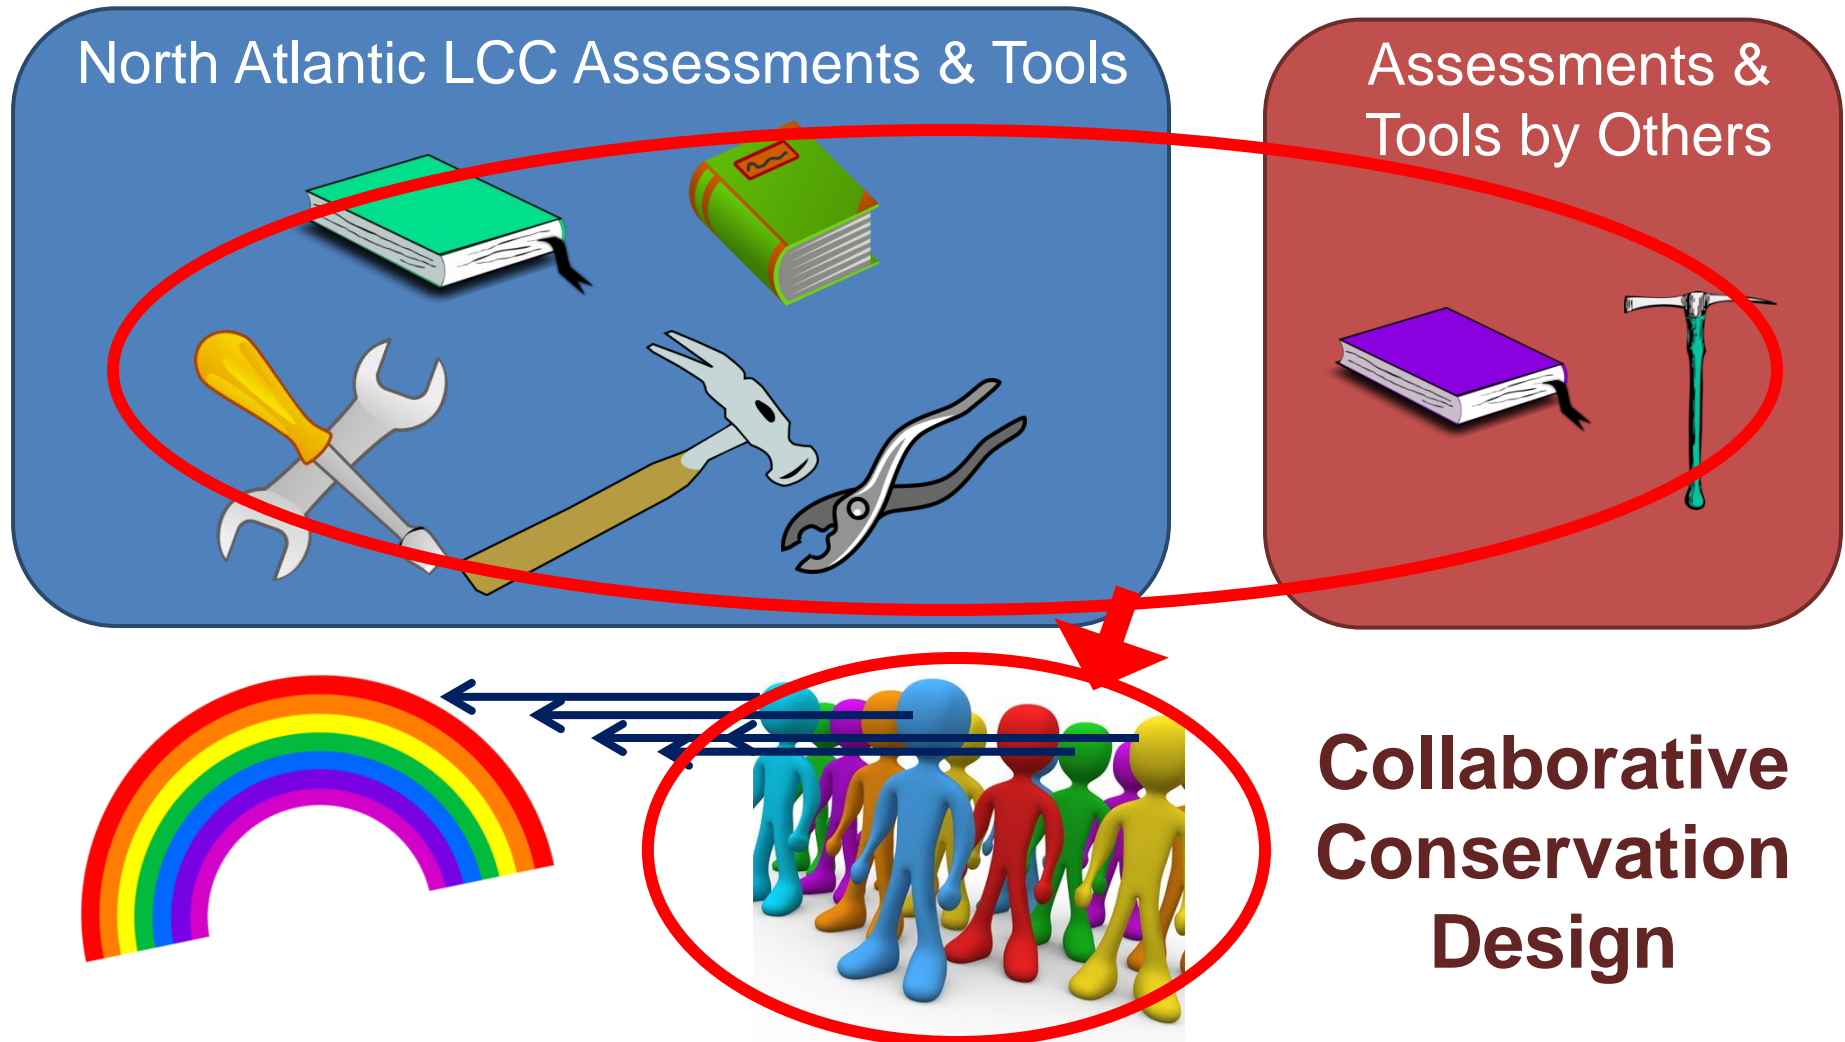 North Atlantic LCC Assessments & Tools
Assessments &
Tools by Others
Collaborative
Conservation
Design